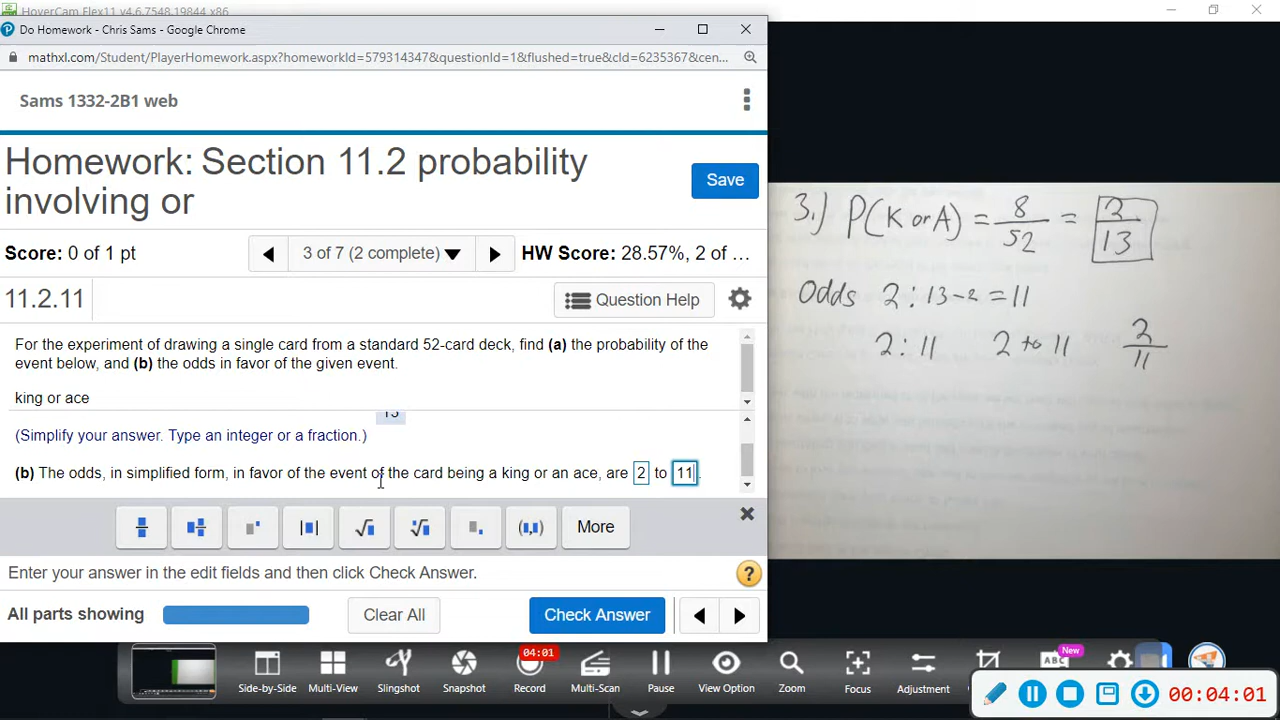 HoverCam Flex11 v4.6.7548.19844 x86
Do Homework - Chris Sams - Google Chrome
mathxl.com/Student/PlayerHomework.aspx?homeworkId=579314347&questionId=1&flushed=true&cId=6235367&cen...
Sams 1332-2B1 web
Homework: Section 11.2 probability
involving or
Save
Score: 0 of 1 pt
3 of 7 (2 complete)
HW Score: 28.57%, 2 of ...
11.2.11
Question Help
For the experiment of drawing a single card from a standard 52-card deck, find (a) the probability of the
event below, and (b) the odds in favor of the given event.
king or ace
13
(Simplify your answer. Type an integer or a fraction.)
(b) The odds, in simplified form, in favor of the event of the card being a king or an ace, are 2 to 11.
More
Enter your answer in the edit fields and then click Check Answer.
?
All parts showing
Clear All
Check Answer
3.) P(K or A) = 8/52 = 2/13
Odds 2 : 13-2 = 11
2 : 11 2 to 11 2/11
Side-by-Side
Multi-View
Slingshot
Snapshot
04:01
Record
Multi-Scan
Pause
View Option
Zoom
Focus
Adjustment
New
ABC
00:04:01